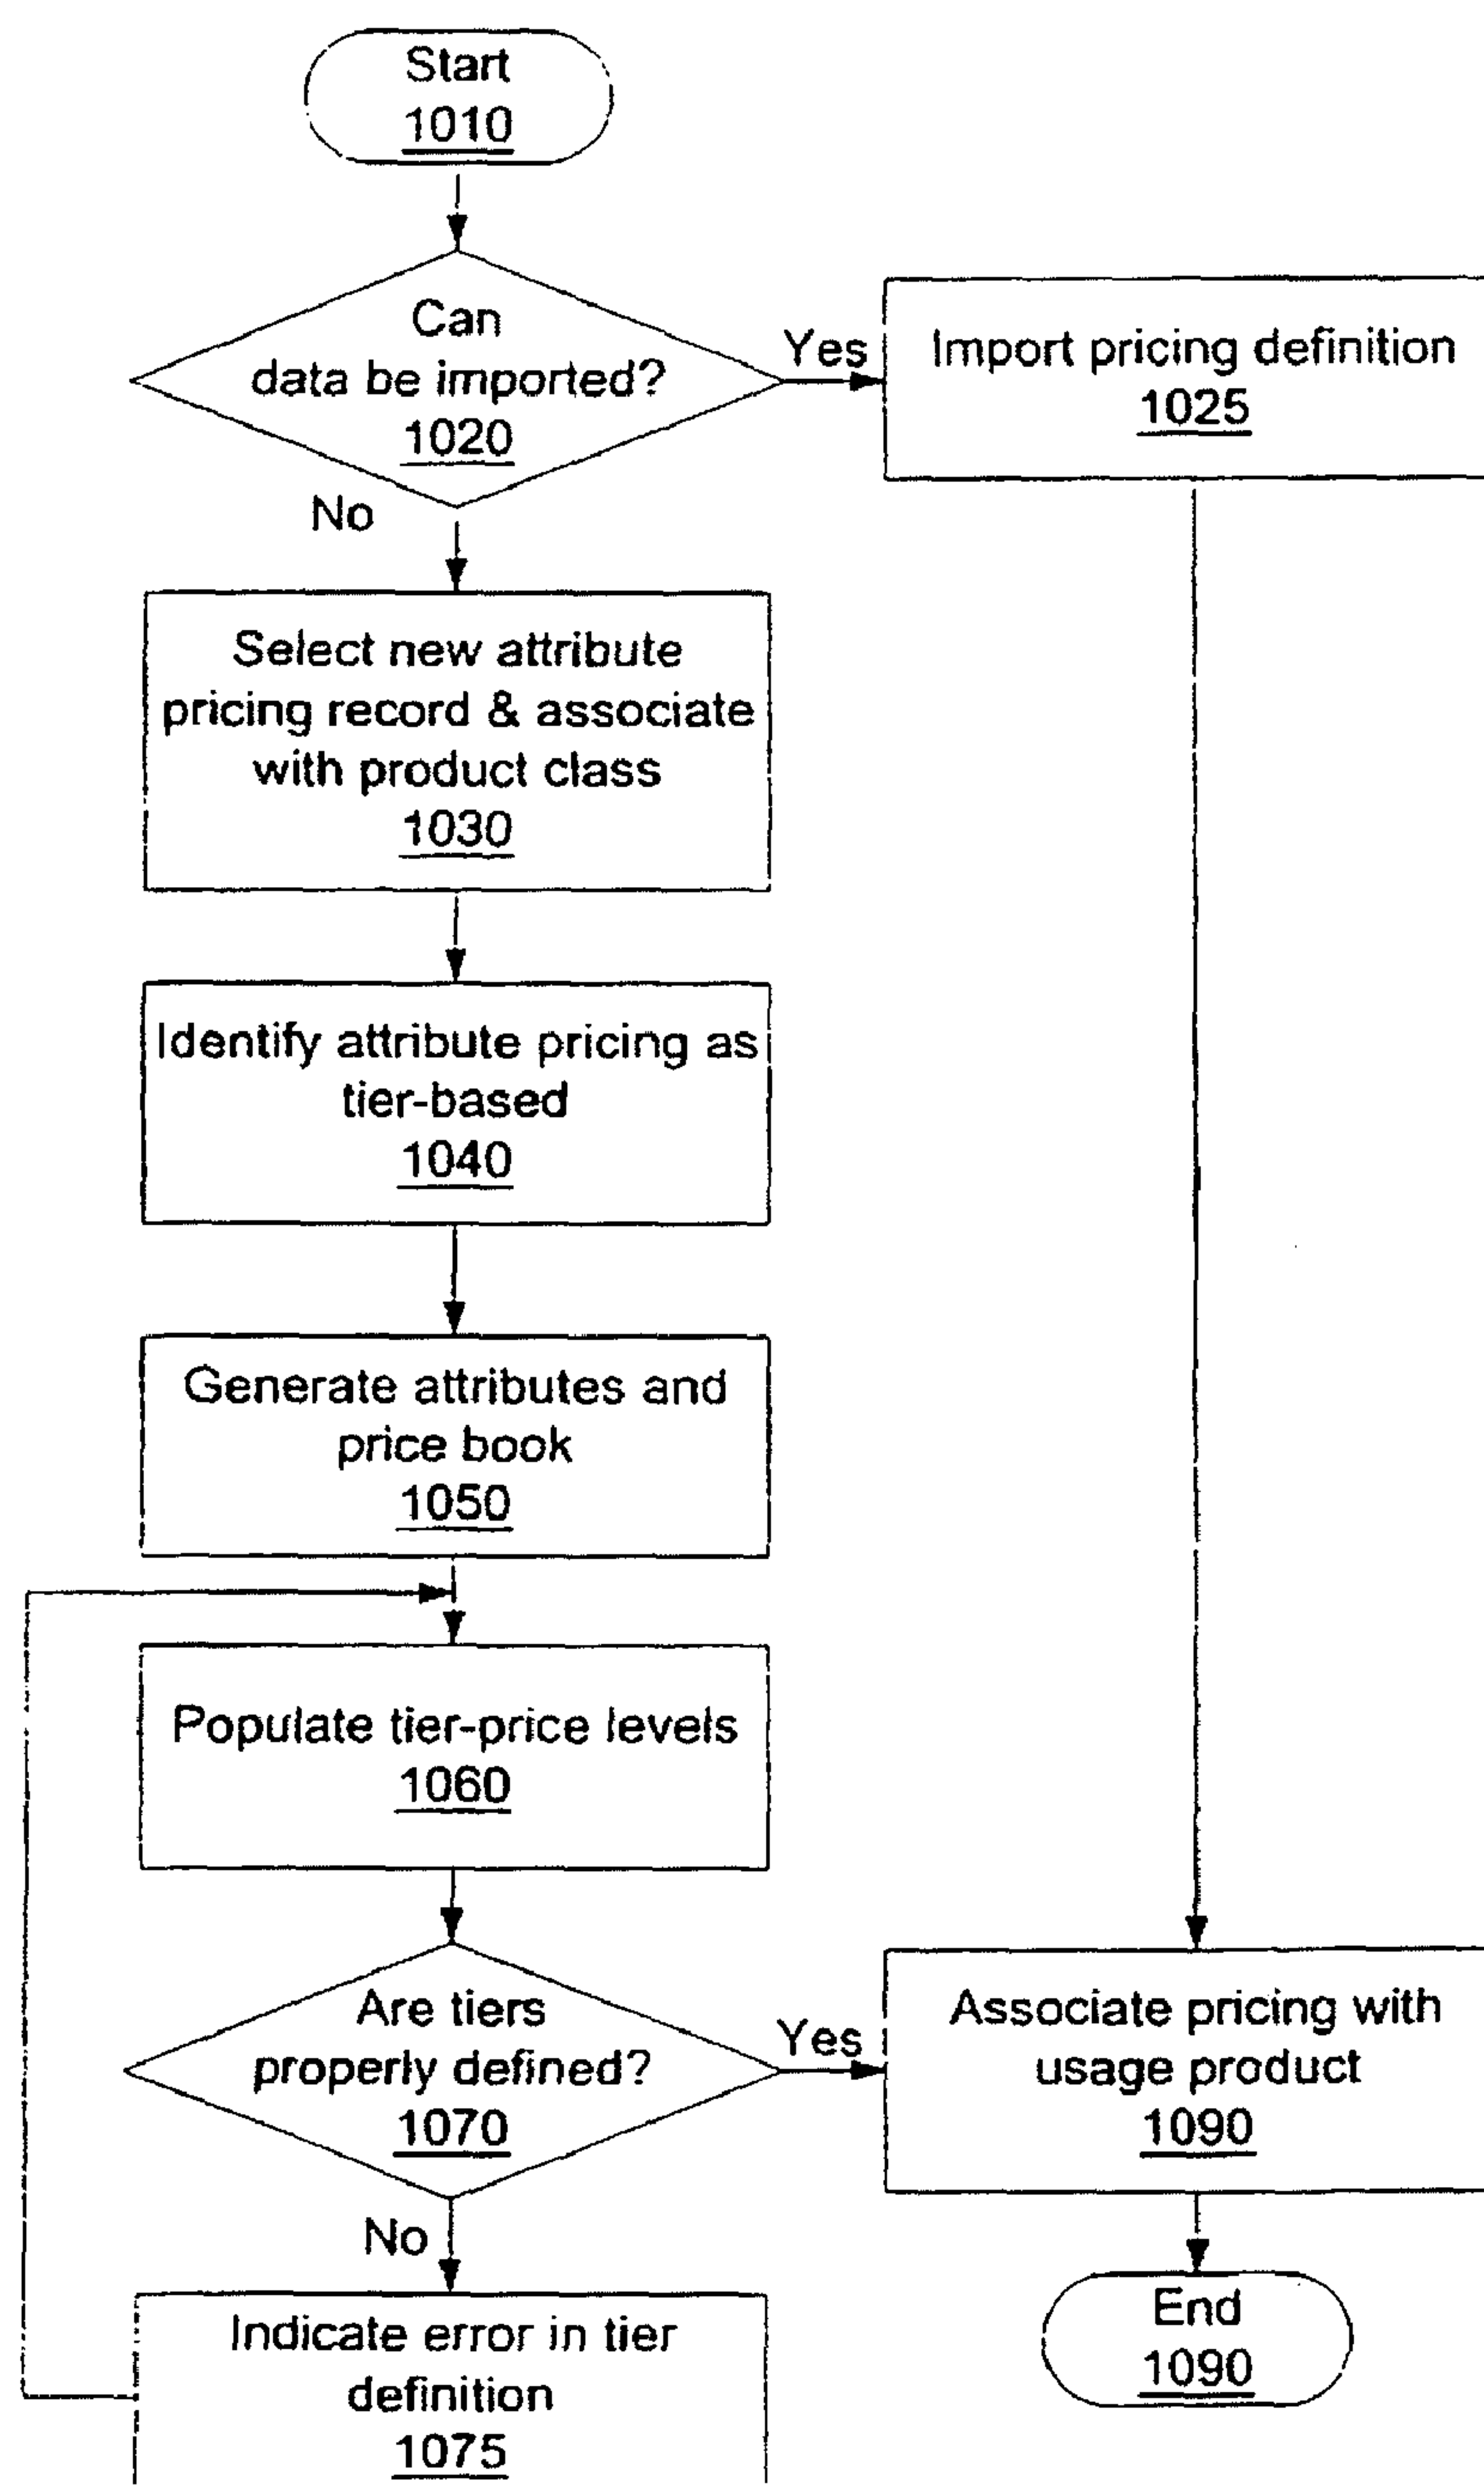 Start
1010
Can
data be imported?
1020
Yes
Import pricing definition
1025
No
Select new attribute
pricing record & associate
with product class
1030
Identify attribute pricing as
tier-based
1040
Generate attributes and
price book
1050
Populate tier-price levels
1060
Are tiers
properly defined?
1070
Yes
Associate pricing with
usage product
1090
No
Indicate error in tier
definition
1075
End
1090